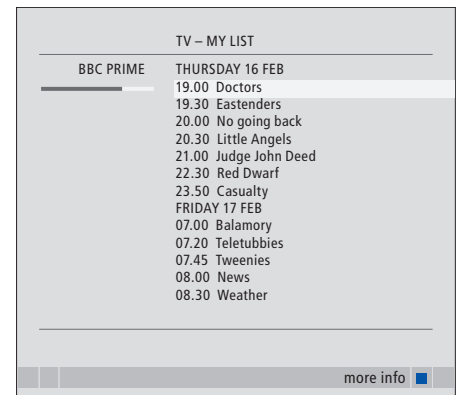 TV – MY LIST
BBC PRIME THURSDAY 16 FEB
19.00 Doctors
19.30 Eastenders
20.00 No going back
20.30 Little Angels
21.00 Judge John Deed
22.30 Red Dwarf
23.50 Casualty
FRIDAY 17 FEB
07.00 Balamory
07.20 Teletubbies
07.45 Tweenies
08.00 News
08.30 Weather
more info